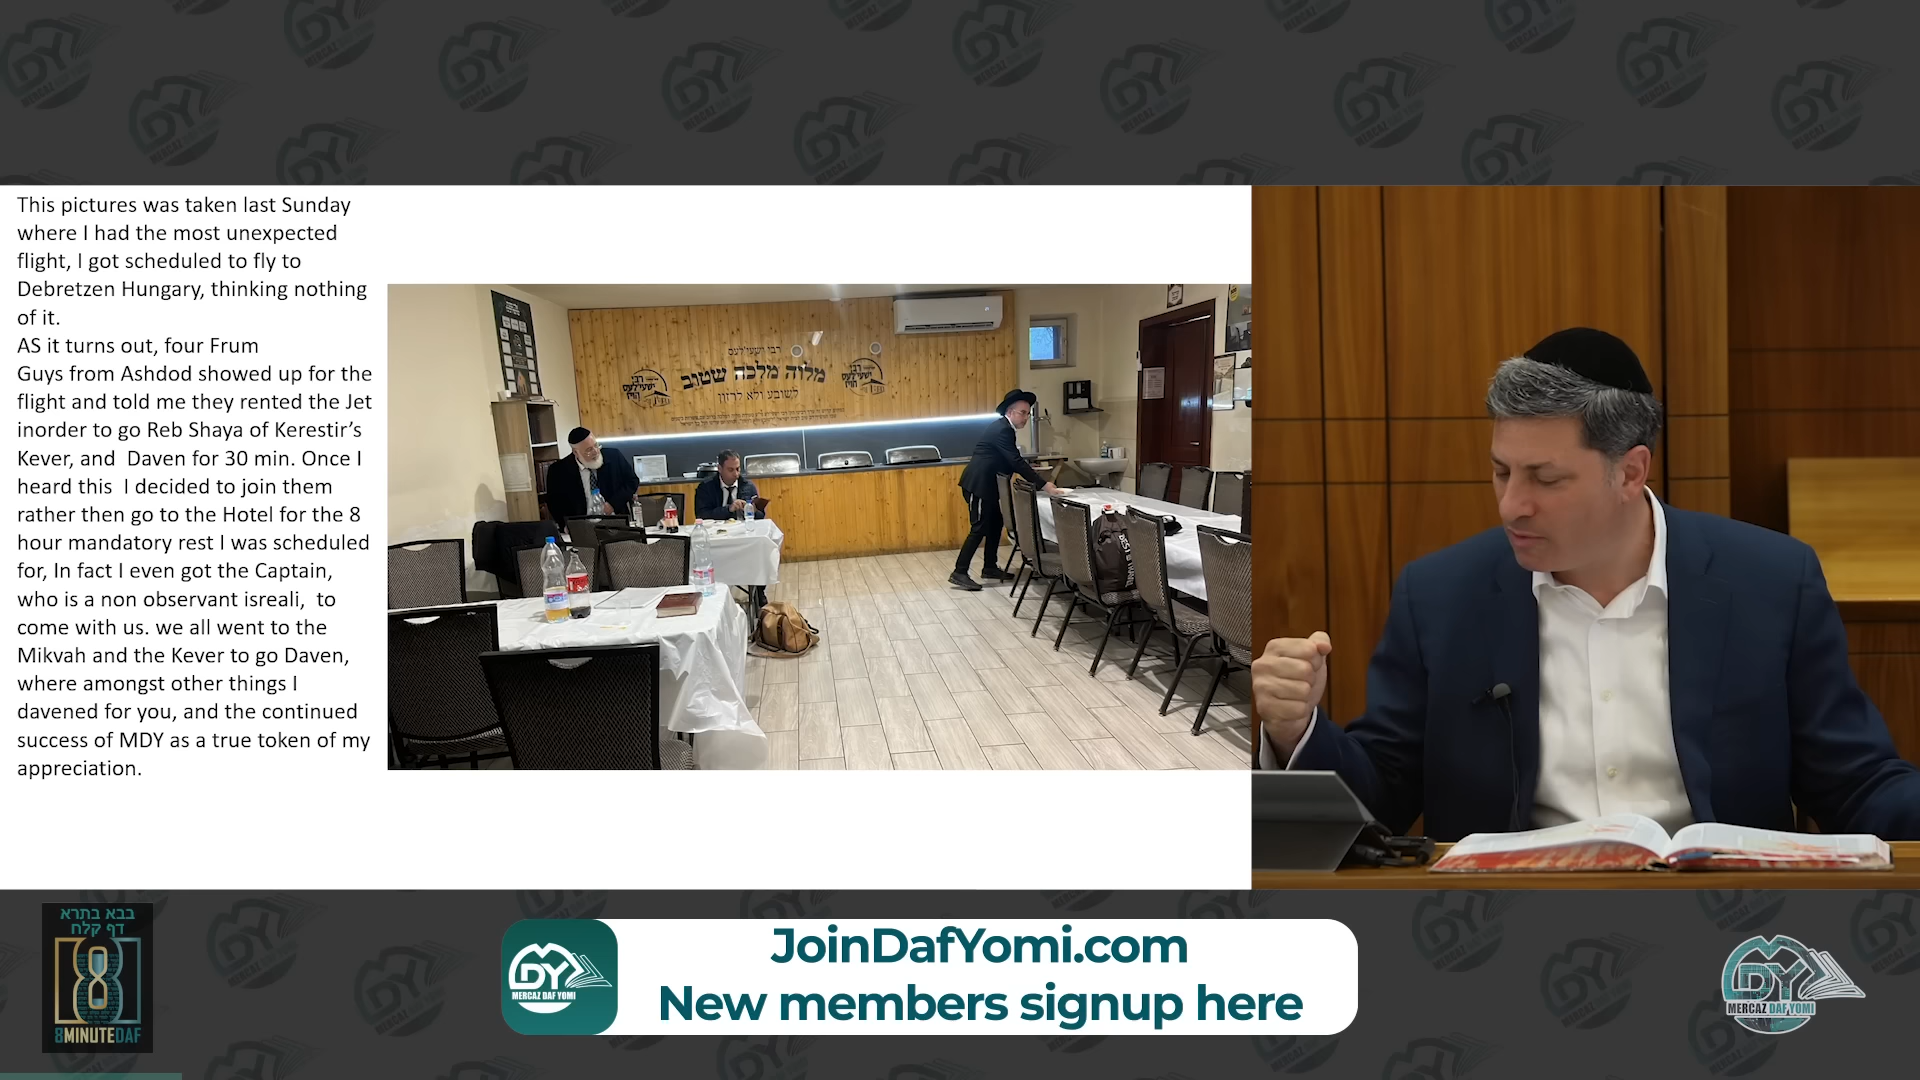 This pictures was taken last Sunday
where I had the most unexpected
flight, I got scheduled to fly to
Debretzen Hungary, thinking nothing
of it.
AS it turns out, four Frum
Guys from Ashdod showed up for the
flight and told me they rented the Jet
inorder to go Reb Shaya of Kerestir’s
Kever, and  Daven for 30 min. Once I
heard this  I decided to join them
rather then go to the Hotel for the 8
hour mandatory rest I was scheduled
for, In fact I even got the Captain,
who is a non observant isreali,  to
come with us. we all went to the
Mikvah and the Kever to go Daven,
where amongst other things I
davened for you, and the continued
success of MDY as a true token of my
appreciation.
רבי ישעי'לעס
מלוה מלכה שטוב
לשובע ולא לרזון
בבא בתרא
דף קלח
8
8MINUTEDAF
MDY
MERCAZ DAF YOMI
JoinDafYomi.com
New members signup here
MDY
MERCAZ DAF YOMI